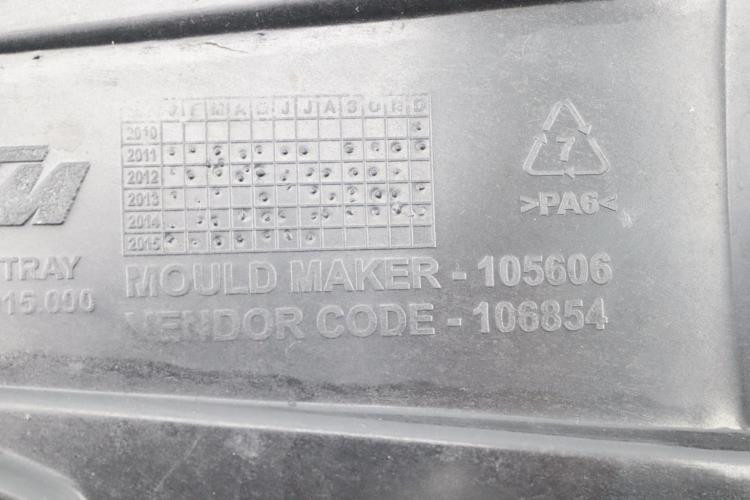 J F M A M J J A S O N D
2010
2011
2012
2013
2014
2015
7
>PA6<
TRAY
15.090
MOULD MAKER - 105606
VENDOR CODE - 106854